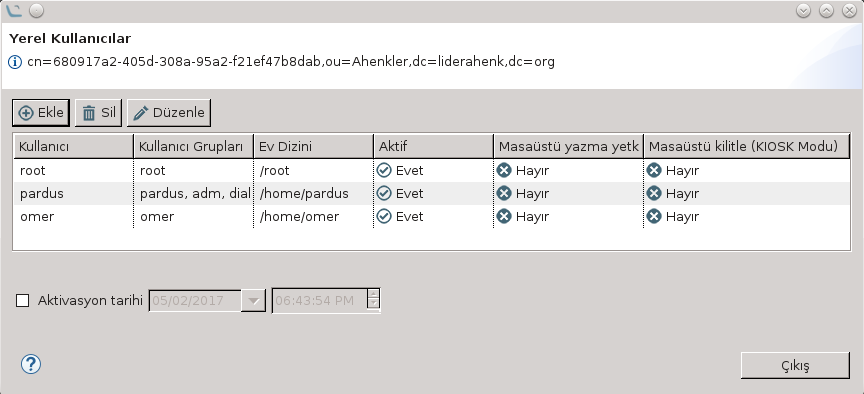 Yerel Kullanıcılar
cn=680917a2-405d-308a-95a2-f21ef47b8dab,ou=Ahenkler,dc=liderahenk,dc=org
Ekle Sil Düzenle
Kullanıcı Kullanıcı Grupları Ev Dizini Aktif Masaüstü yazma yetk Masaüstü kilitle (KIOSK Modu)
root root /root Evet Hayır Hayır
pardus pardus, adm, dial /home/pardus Evet Hayır Hayır
omer omer /home/omer Evet Hayır Hayır
Aktivasyon tarihi 05/02/2017 06:43:54 PM
Çıkış